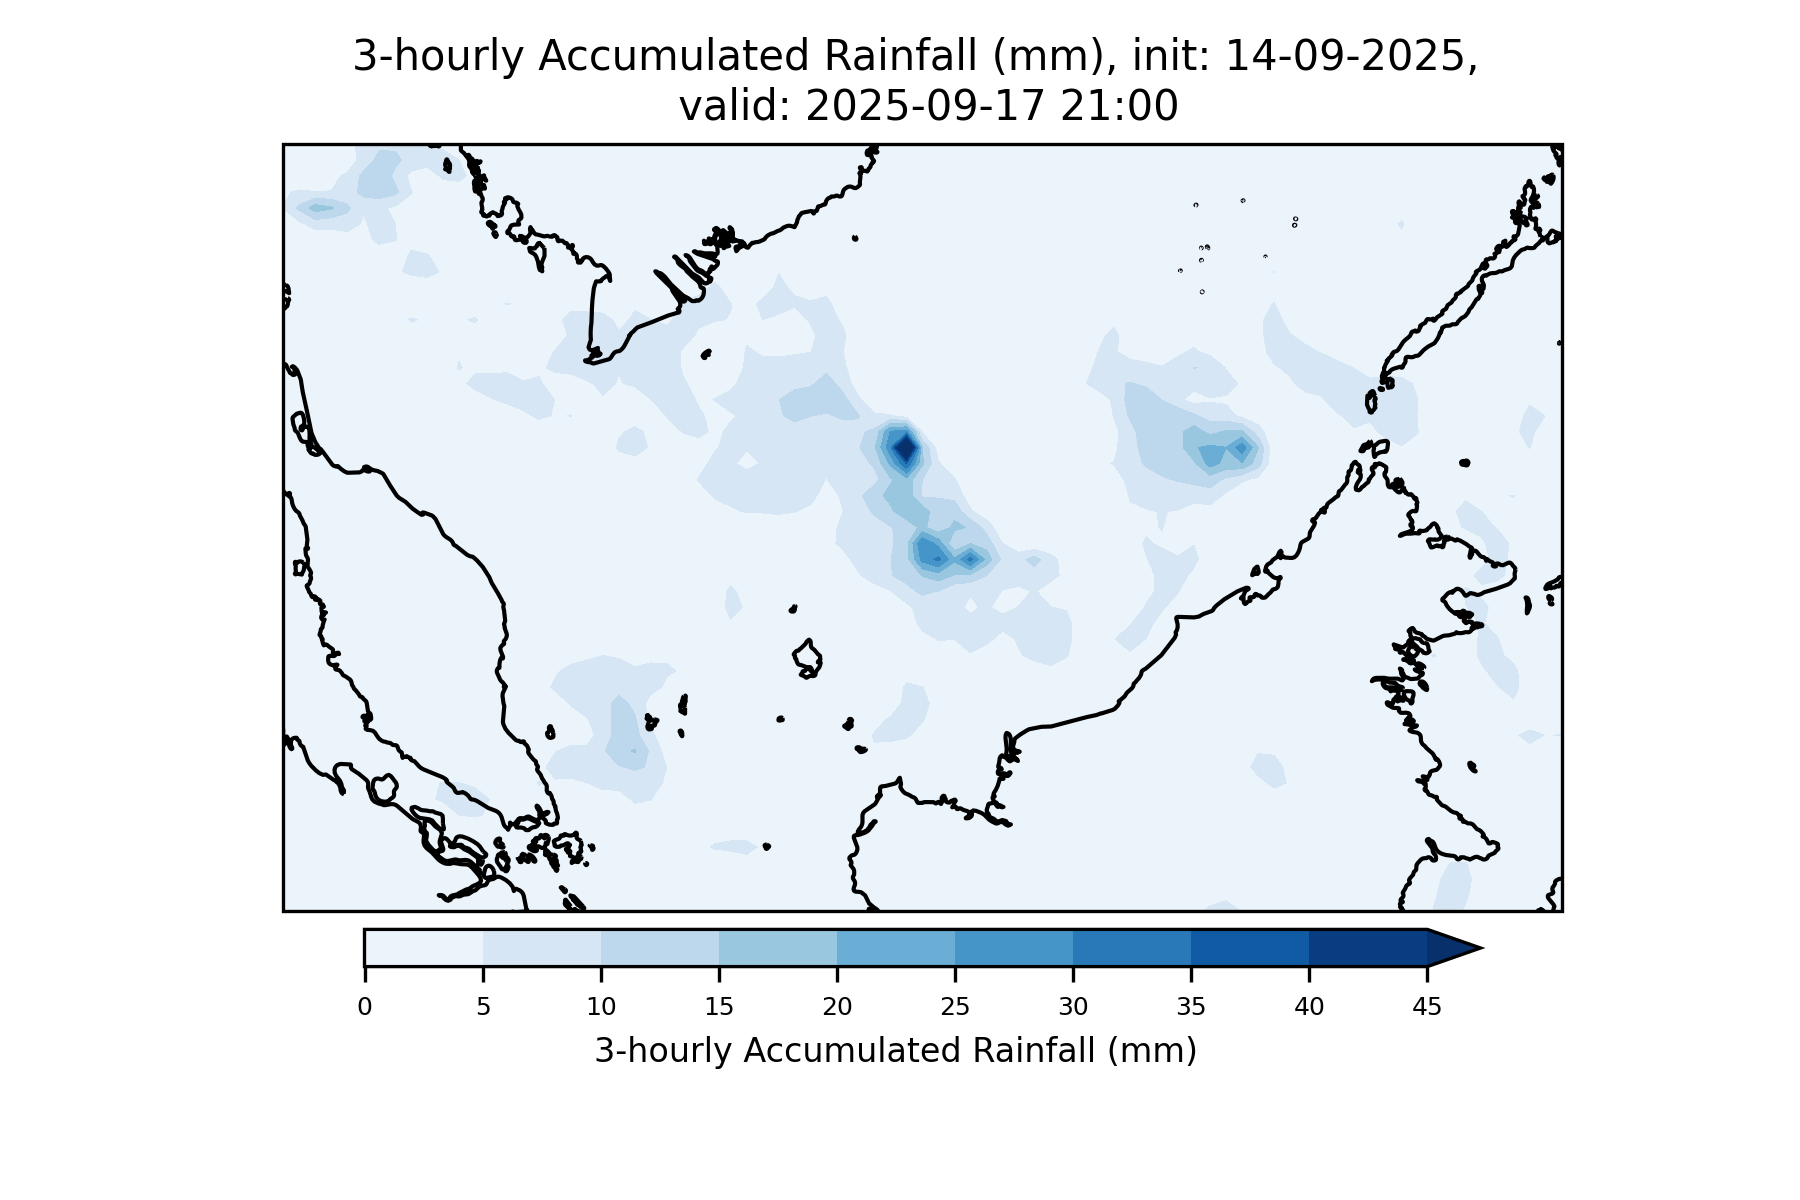 3-hourly Accumulated Rainfall (mm), init: 14-09-2025,
valid: 2025-09-17 21:00
0 5 10 15 20 25 30 35 40 45
3-hourly Accumulated Rainfall (mm)